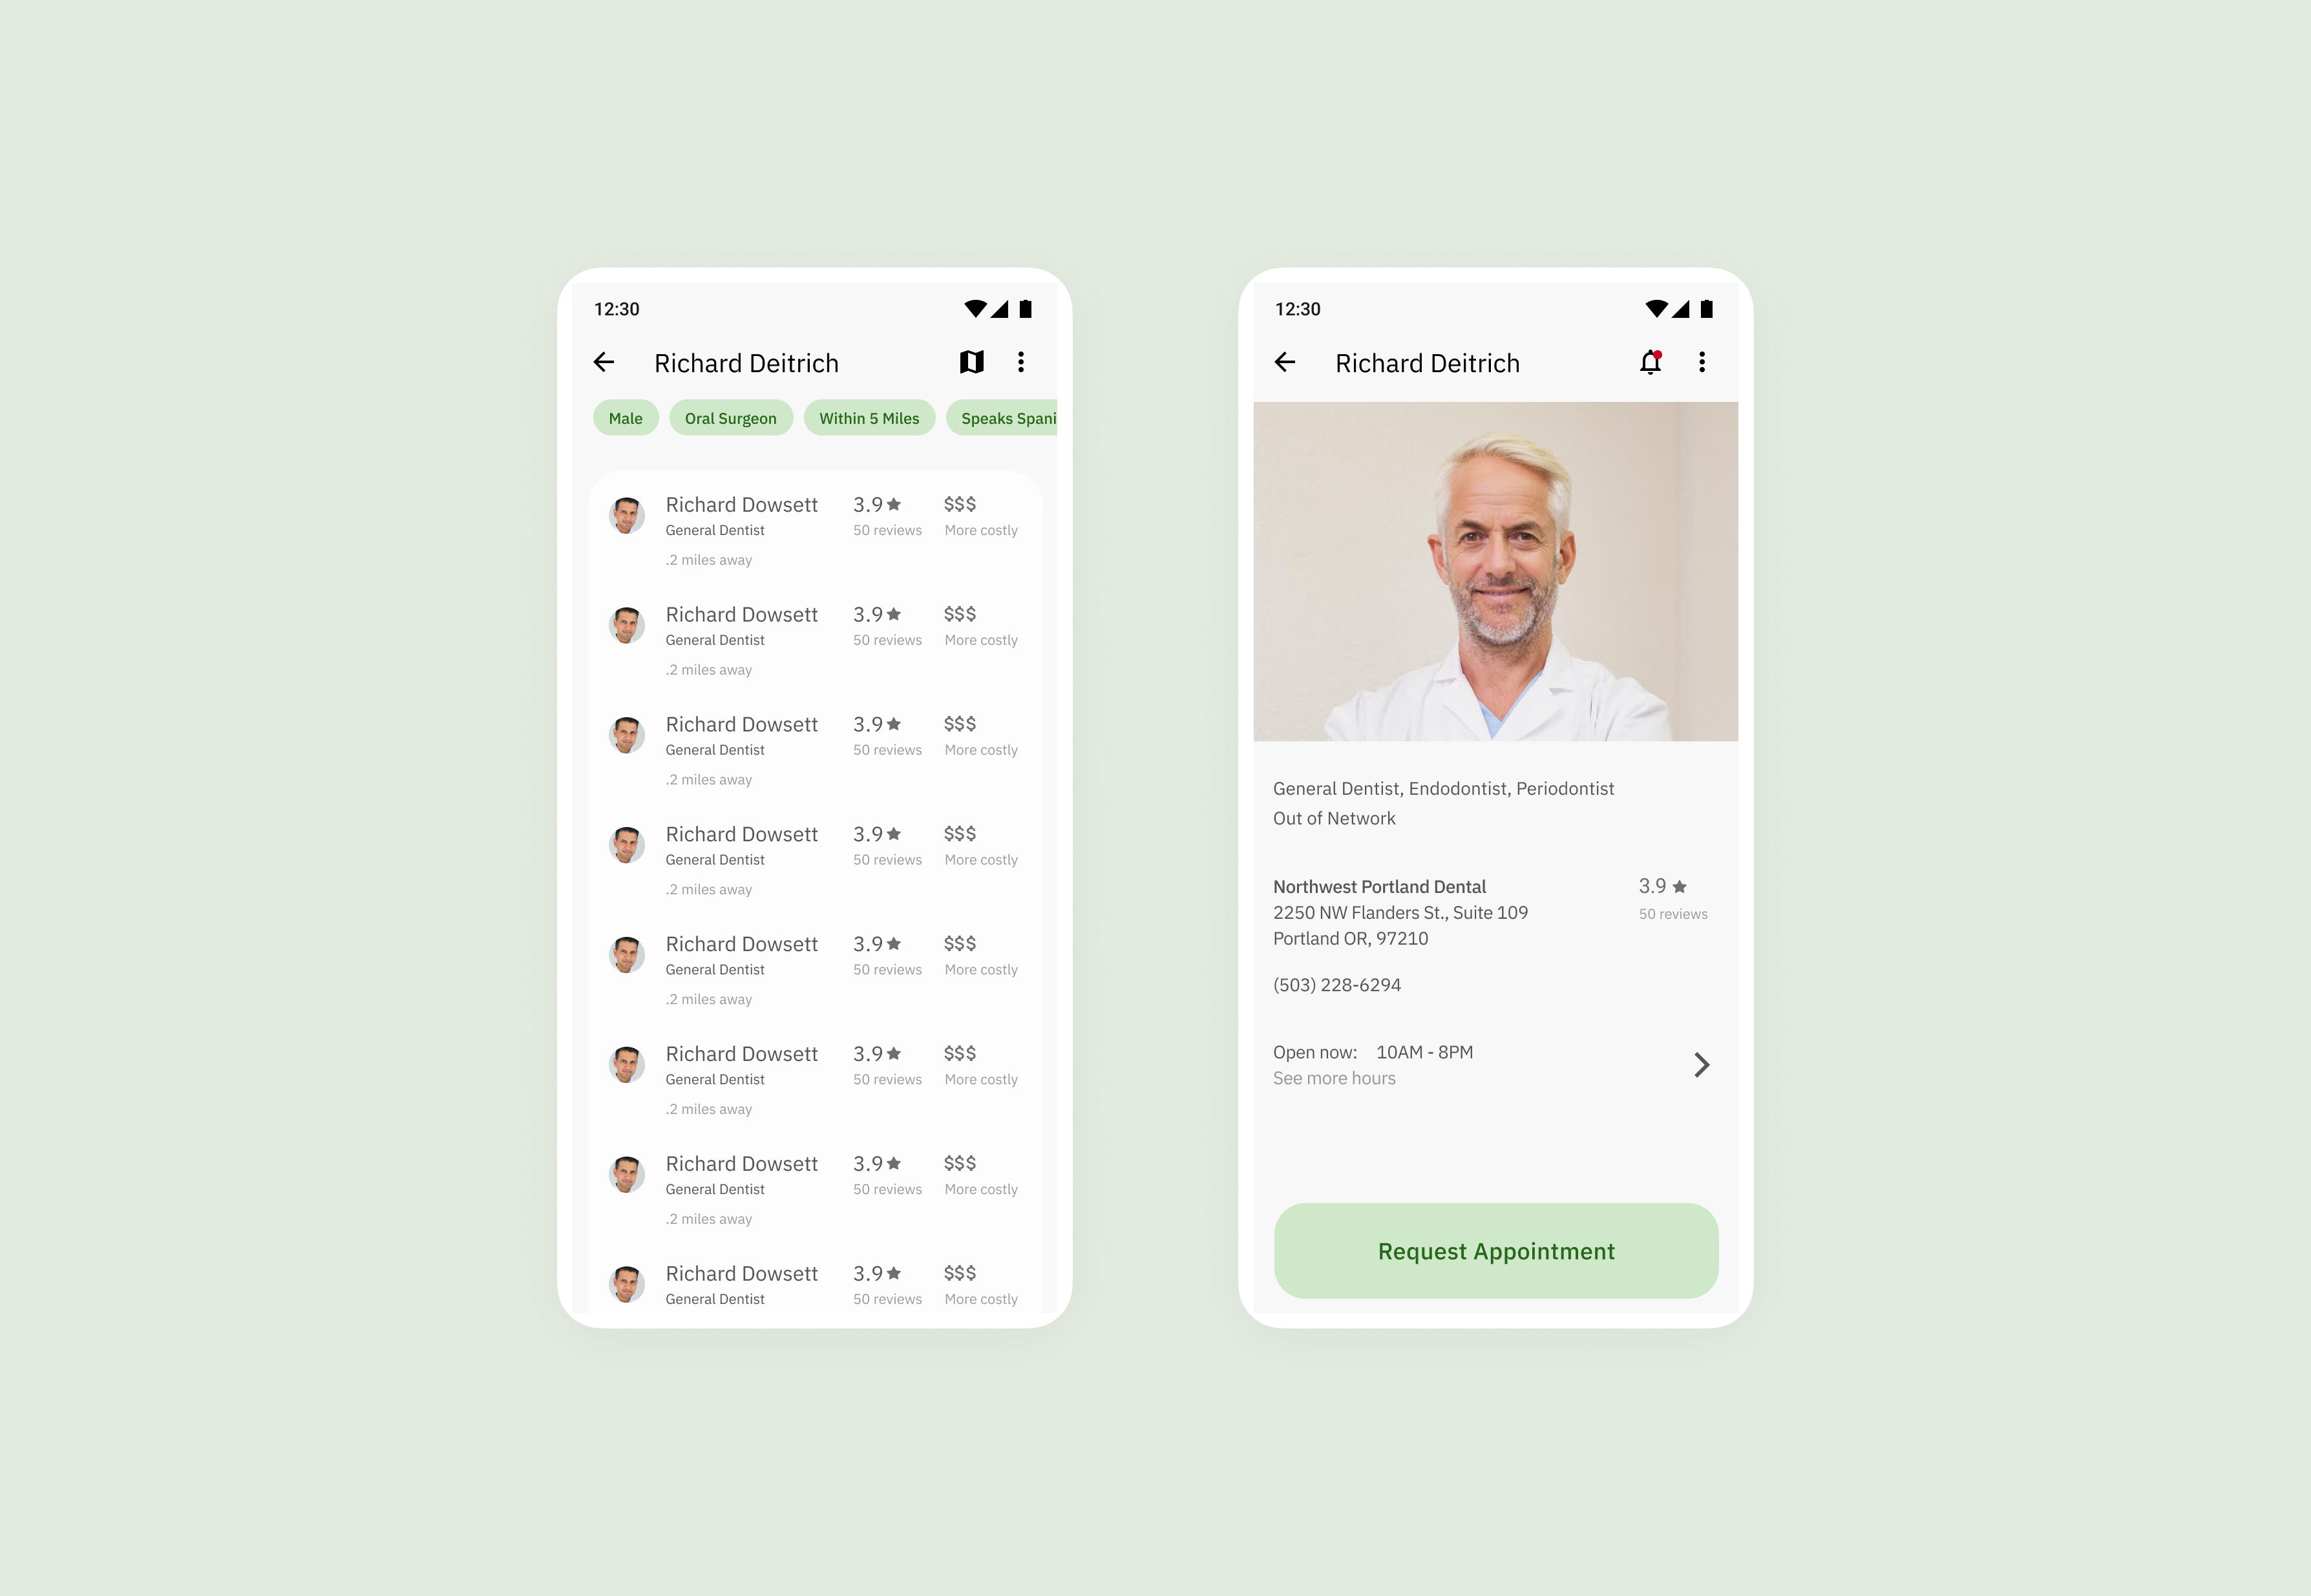 12:30
Richard Deitrich
Male
Oral Surgeon
Within 5 Miles
Speaks Spani
Richard Dowsett 3.9 $$$
General Dentist 50 reviews More costly
.2 miles away
Richard Dowsett 3.9 $$$
General Dentist 50 reviews More costly
.2 miles away
Richard Dowsett 3.9 $$$
General Dentist 50 reviews More costly
.2 miles away
Richard Dowsett 3.9 $$$
General Dentist 50 reviews More costly
.2 miles away
Richard Dowsett 3.9 $$$
General Dentist 50 reviews More costly
.2 miles away
Richard Dowsett 3.9 $$$
General Dentist 50 reviews More costly
.2 miles away
Richard Dowsett 3.9 $$$
General Dentist 50 reviews More costly
.2 miles away
Richard Dowsett 3.9 $$$
General Dentist 50 reviews More costly
12:30
Richard Deitrich
General Dentist, Endodontist, Periodontist
Out of Network
Northwest Portland Dental 3.9
2250 NW Flanders St., Suite 109 50 reviews
Portland OR, 97210
(503) 228-6294
Open now: 10AM - 8PM
See more hours
Request Appointment